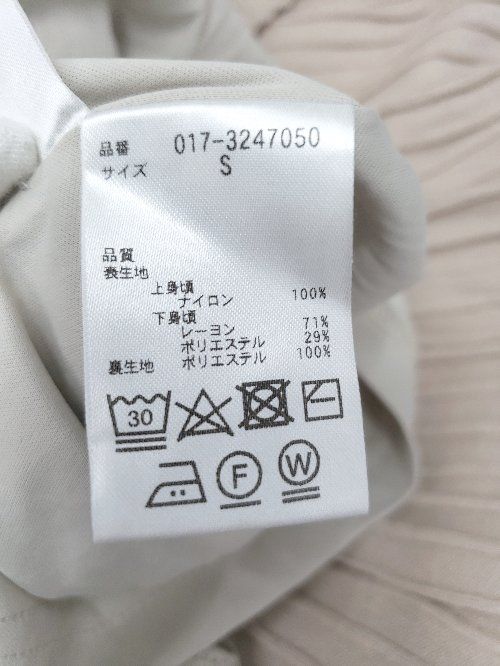 品番 017-3247050
サイズ S
品質
表生地
上身頃
ナイロン 100%
下身頃
レーヨン 71%
ポリエステル 29%
裏生地 ポリエステル 100%
30
F
W